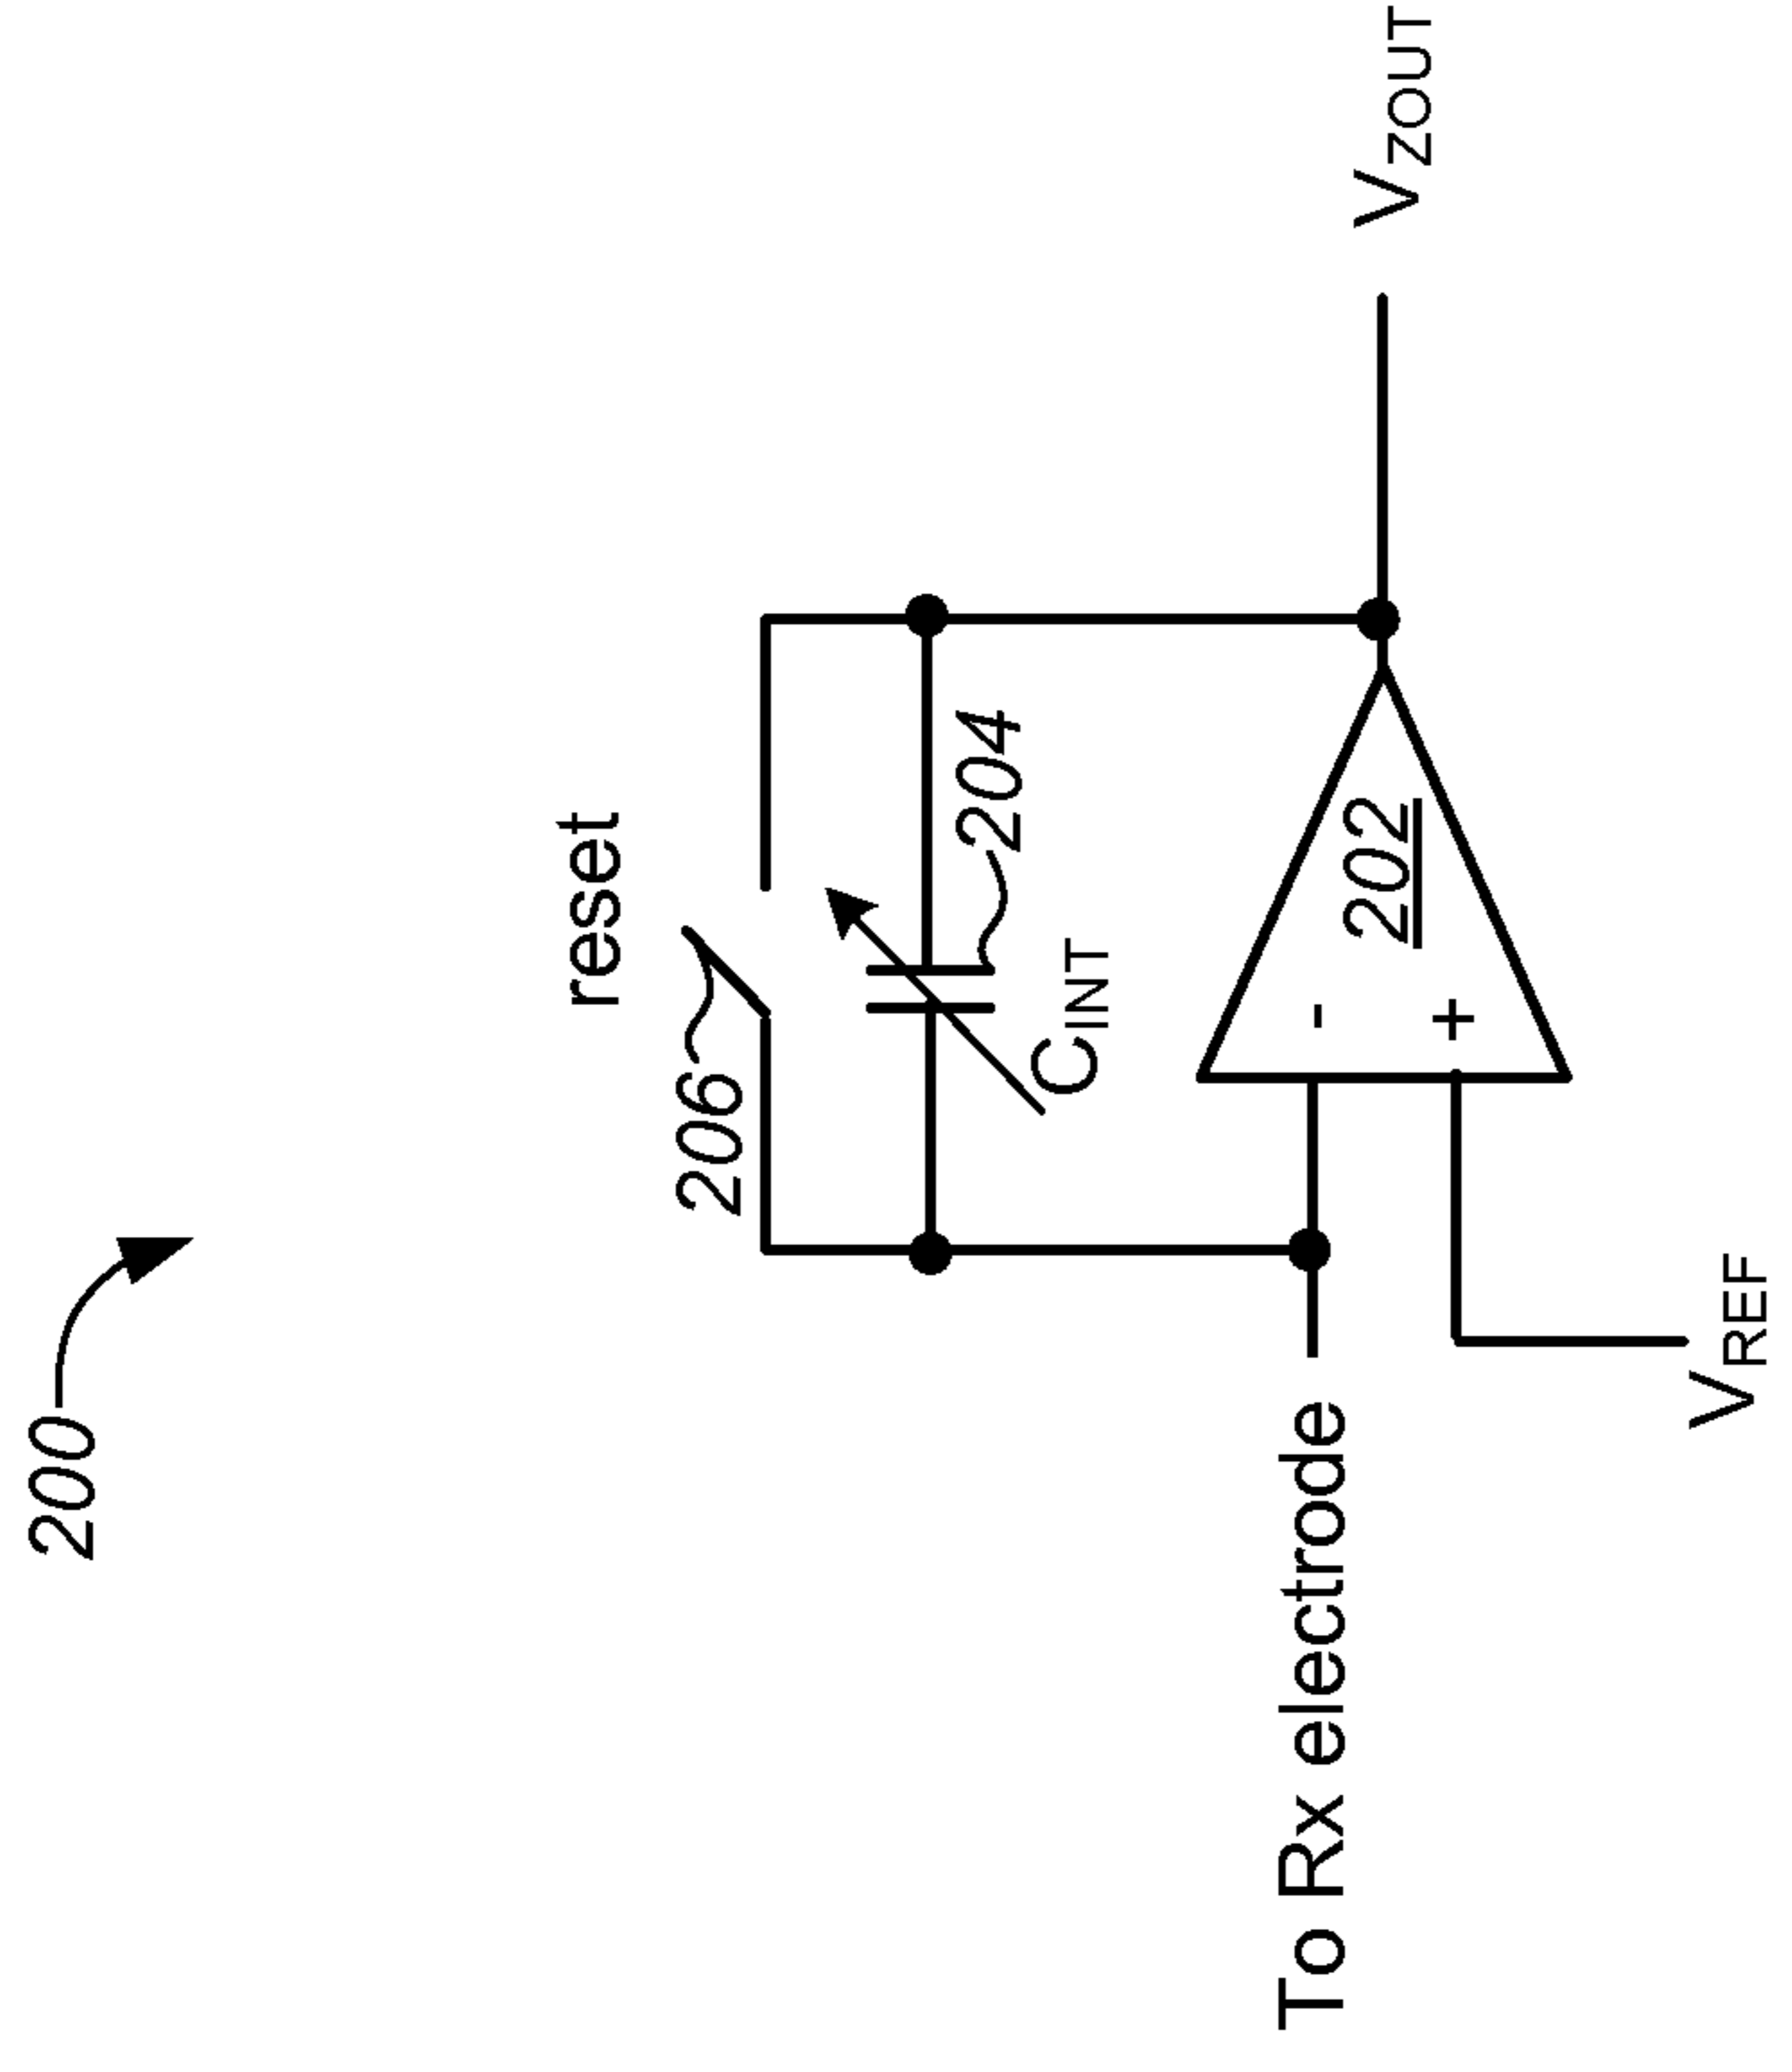 200
reset
206
204
CINT
202
-
+
To Rx electrode
VZOUT
VREF